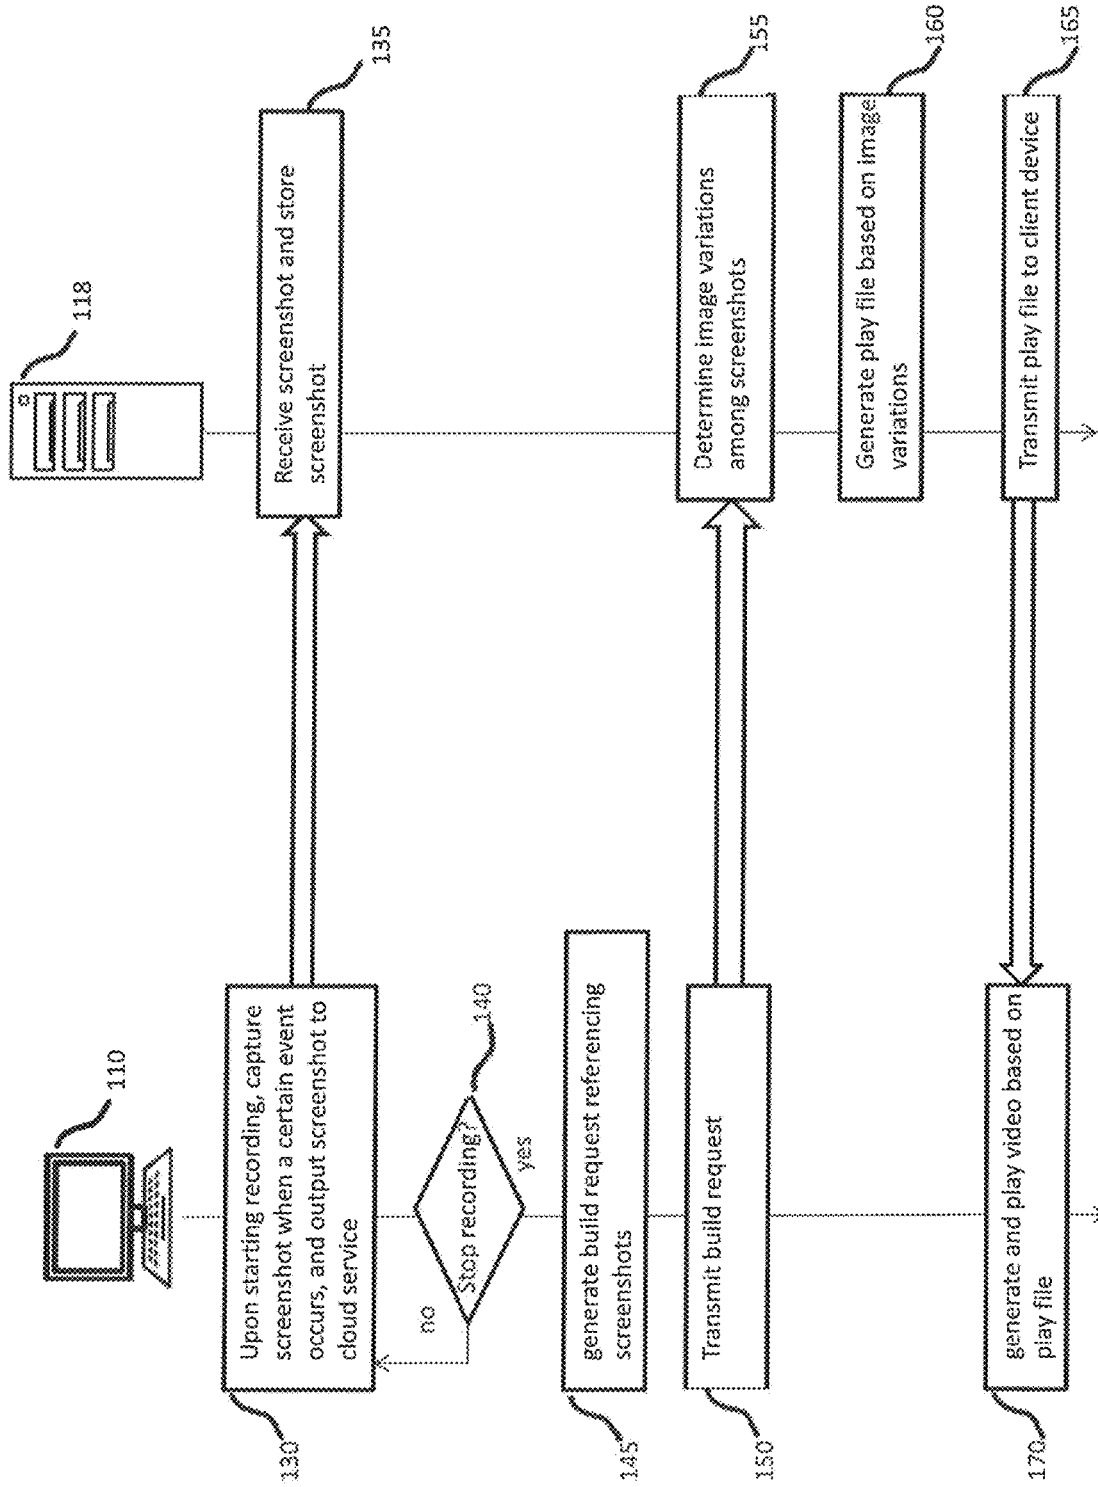 110
118
130
Upon starting recording, capture
screenshot when a certain event
occurs, and output screenshot to
cloud service
135
Receive screenshot and store
screenshot
140
Stop recording?
no
yes
145
generate build request referencing
screenshots
150
Transmit build request
155
Determine image variations
among screenshots
160
Generate play file based on image
variations
165
Transmit play file to client device
170
generate and play video based on
play file